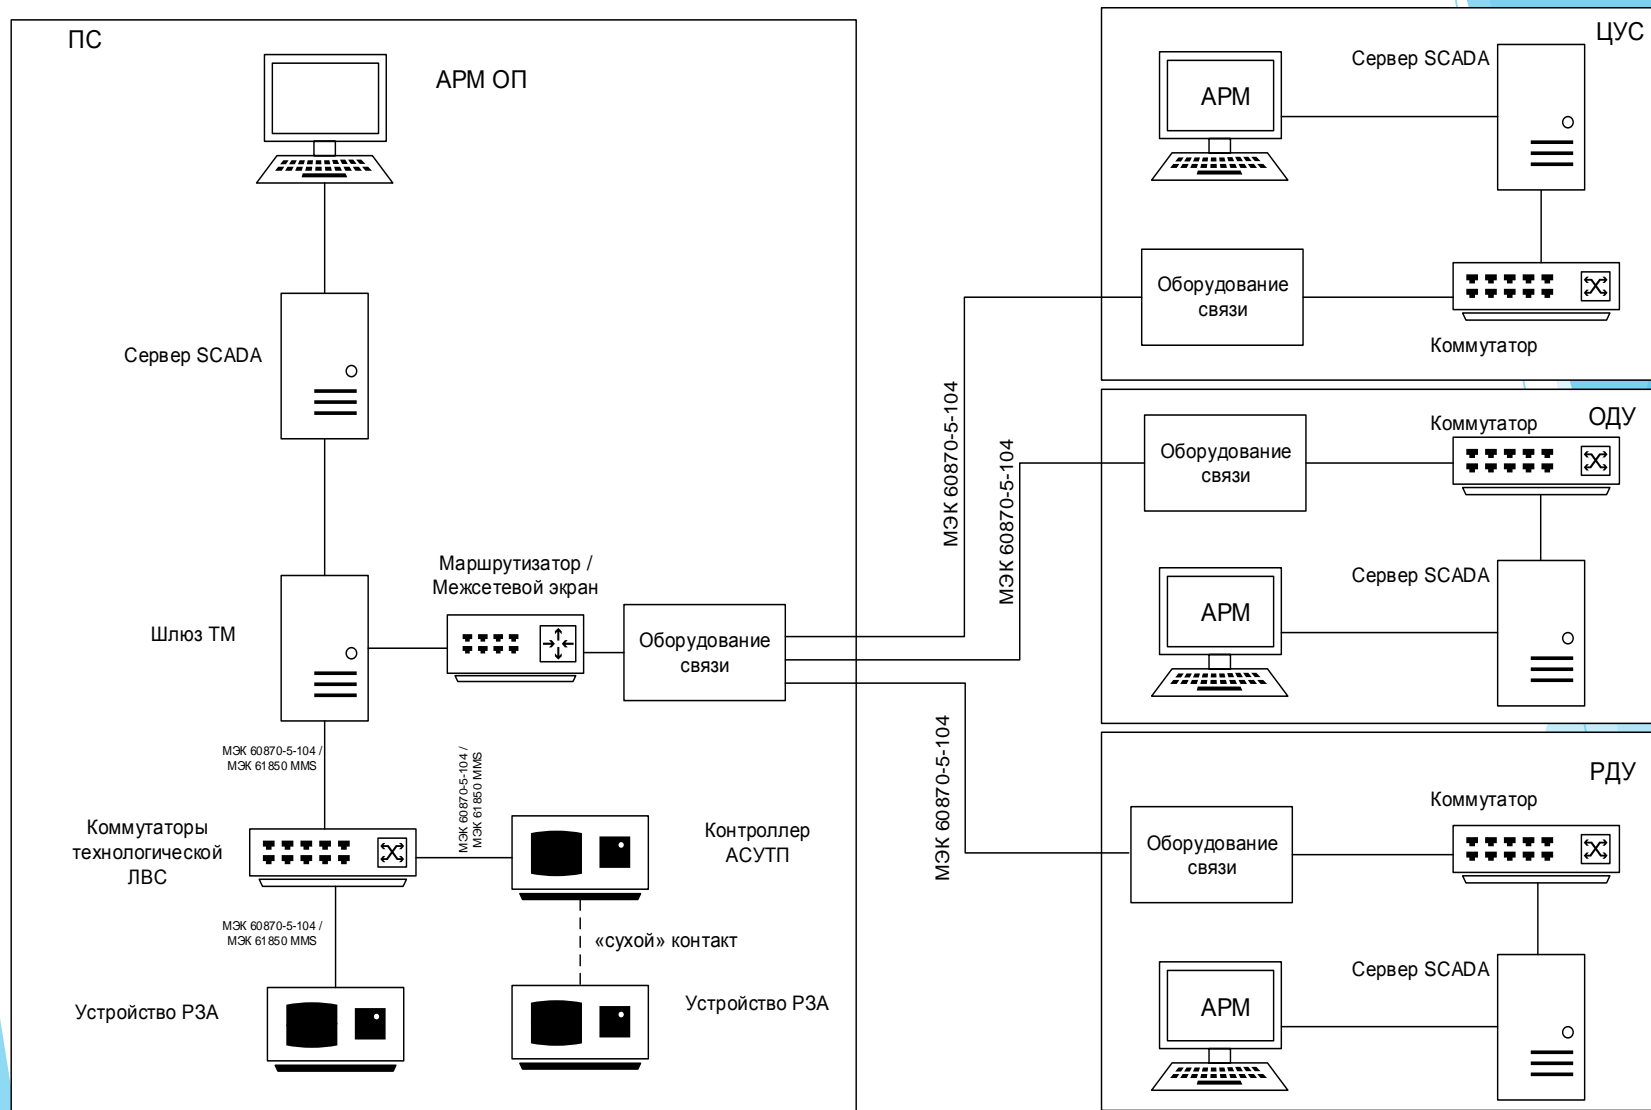 ПС
АРМ ОП
Сервер SCADA
Шлюз ТМ
Маршрутизатор /
Межсетевой экран
Оборудование
связи
МЭК 60870-5-104 /
МЭК 61850 MMS
МЭК 60870-5-104 /
МЭК 61850 MMS
Коммутаторы
технологической
ЛВС
Контроллер
АСУТП
МЭК 60870-5-104 /
МЭК 61850 MMS
«сухой» контакт
Устройство РЗА
Устройство РЗА
МЭК 60870-5-104
МЭК 60870-5-104
МЭК 60870-5-104
ЦУС
Сервер SCADA
АРМ
Оборудование
связи
Коммутатор
ОДУ
Коммутатор
Оборудование
связи
Сервер SCADA
АРМ
РДУ
Коммутатор
Оборудование
связи
Сервер SCADA
АРМ